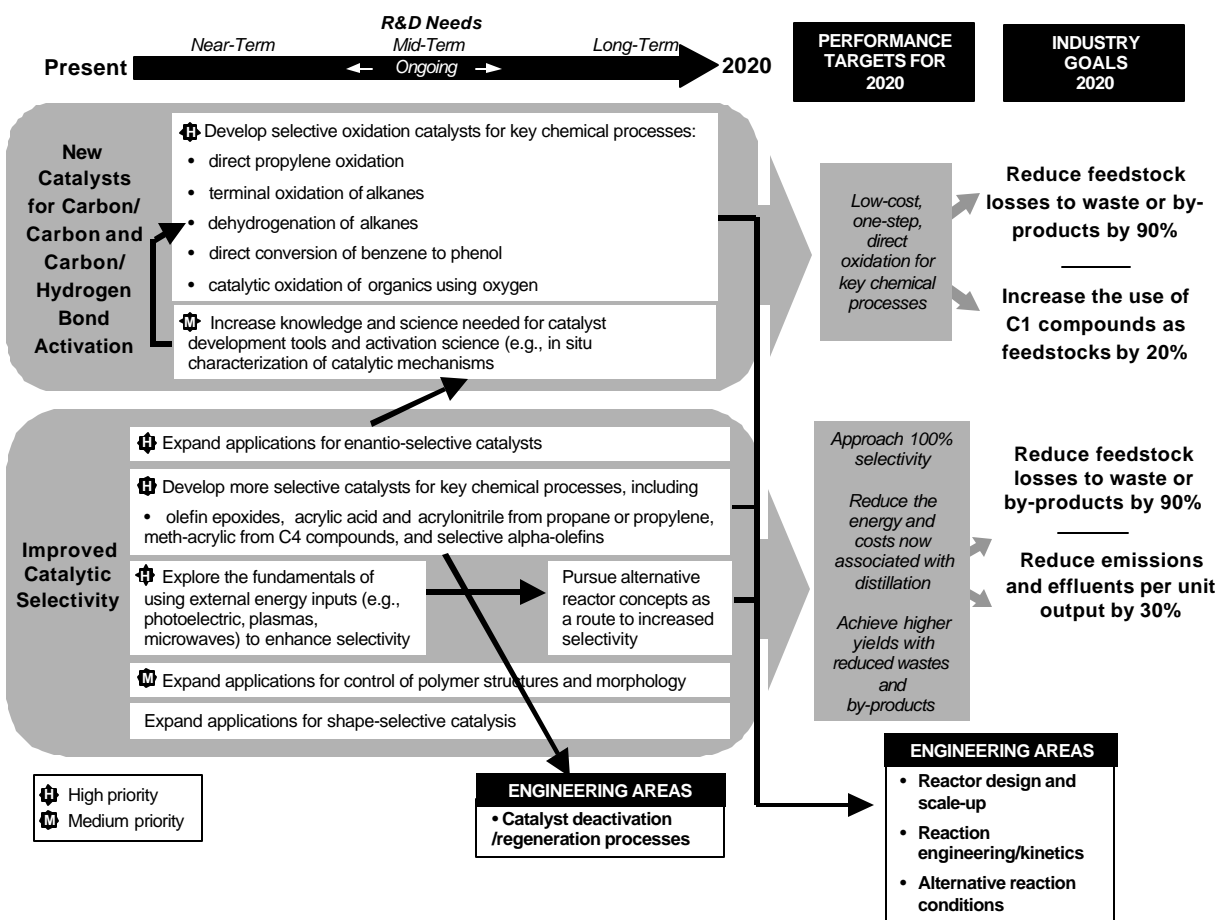 R&D Needs
Near-Term Mid-Term Long-Term
Present Ongoing 2020
PERFORMANCE
TARGETS FOR
2020
INDUSTRY
GOALS
2020
New
Catalysts
for Carbon/
Carbon and
Carbon/
Hydrogen
Bond
Activation
H Develop selective oxidation catalysts for key chemical processes:
• direct propylene oxidation
• terminal oxidation of alkanes
• dehydrogenation of alkanes
• direct conversion of benzene to phenol
• catalytic oxidation of organics using oxygen
M Increase knowledge and science needed for catalyst
development tools and activation science (e.g., in situ
characterization of catalytic mechanisms
Low-cost,
one-step,
direct
oxidation for
key chemical
processes
Reduce feedstock
losses to waste or by-
products by 90%
Increase the use of
C1 compounds as
feedstocks by 20%
Improved
Catalytic
Selectivity
H Expand applications for enantio-selective catalysts
H Develop more selective catalysts for key chemical processes, including
• olefin epoxides, acrylic acid and acrylonitrile from propane or propylene,
meth-acrylic from C4 compounds, and selective alpha-olefins
H Explore the fundamentals of
using external energy inputs (e.g.,
photoelectric, plasmas,
microwaves) to enhance selectivity
Pursue alternative
reactor concepts as
a route to increased
selectivity
M Expand applications for control of polymer structures and morphology
Expand applications for shape-selective catalysis
Approach 100%
selectivity
Reduce the
energy and
costs now
associated with
distillation
Achieve higher
yields with
reduced wastes
and
by-products
Reduce feedstock
losses to waste or
by-products by 90%
Reduce emissions
and effluents per unit
output by 30%
H High priority
M Medium priority
ENGINEERING AREAS
• Catalyst deactivation
/regeneration processes
ENGINEERING AREAS
• Reactor design and
scale-up
• Reaction
engineering/kinetics
• Alternative reaction
conditions